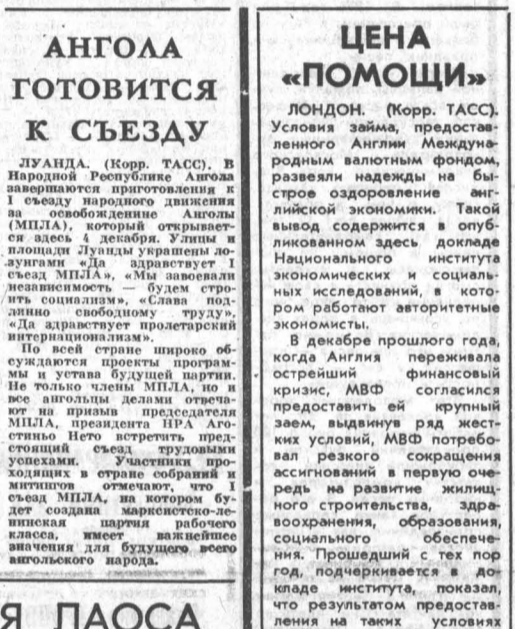 АНГОЛА
ГОТОВИТСЯ
К СЪЕЗДУ
ЛУАНДА. (Корр. ТАСС). В
Народной Республике Ангола
завершаются приготовления к
I съезду народного движения
за освобожденине Анголы
(МПЛА), который открывает-
ся здесь 4 декабря. Улицы и
площади Луанды украшены ло-
зунгами «Да здравствует I
съезд МПЛА», «Мы завоевали
независимость — будем стро-
ить социализм», «Слава под-
линно свободному труду»,
«Да здравствует пролетарский
интернационализм».
По всей стране широко об-
суждаются проекты програм-
мы и устава будущей партии.
Не только члены МПЛА, но и
все ангольцы делами отвеча-
ют на призыв председателя
МПЛА, президента НРА Аго-
стиньо Нето встретить пред-
стоящий съезд трудовыми
успехами. Участники про-
ходящих в стране собраний и
митингов отмечают, что I
съезд МПЛА, на котором бу-
дет создана марксистско-ле-
нинская партия рабочего
класса, имеет важнейшее
значения для будущего всего
ангольского народа.
Я ЛАОСА
ЦЕНА
«ПОМОЩИ»
ЛОНДОН. (Корр. ТАСС).
Условия займа, предостав-
ленного Англии Междуна-
родным валютным фондом,
развеяли надежды на бы-
строе оздоровление анг-
лийской экономики. Такой
вывод содержится в опуб-
ликованном здесь докладе
Национального института
экономических и социаль-
ных исследований, в кото-
ром работают авторитетные
экономисты.
В декабре прошлого года,
когда Англия переживала
острейший финансовый
кризис, МВФ согласился
предоставить ей крупный
заем, выдвинув ряд жест-
ких условий, МВФ потребо-
вал резкого сокращения
ассигнований в первую оче-
редь на развитие жилищ-
ного строительства, здра-
воохранения, образования,
социального обеспече-
ния. Прошедший с тех пор
год, подчеркивается в до-
кладе института, показал,
что результатом предостав-
ления на таких условиях